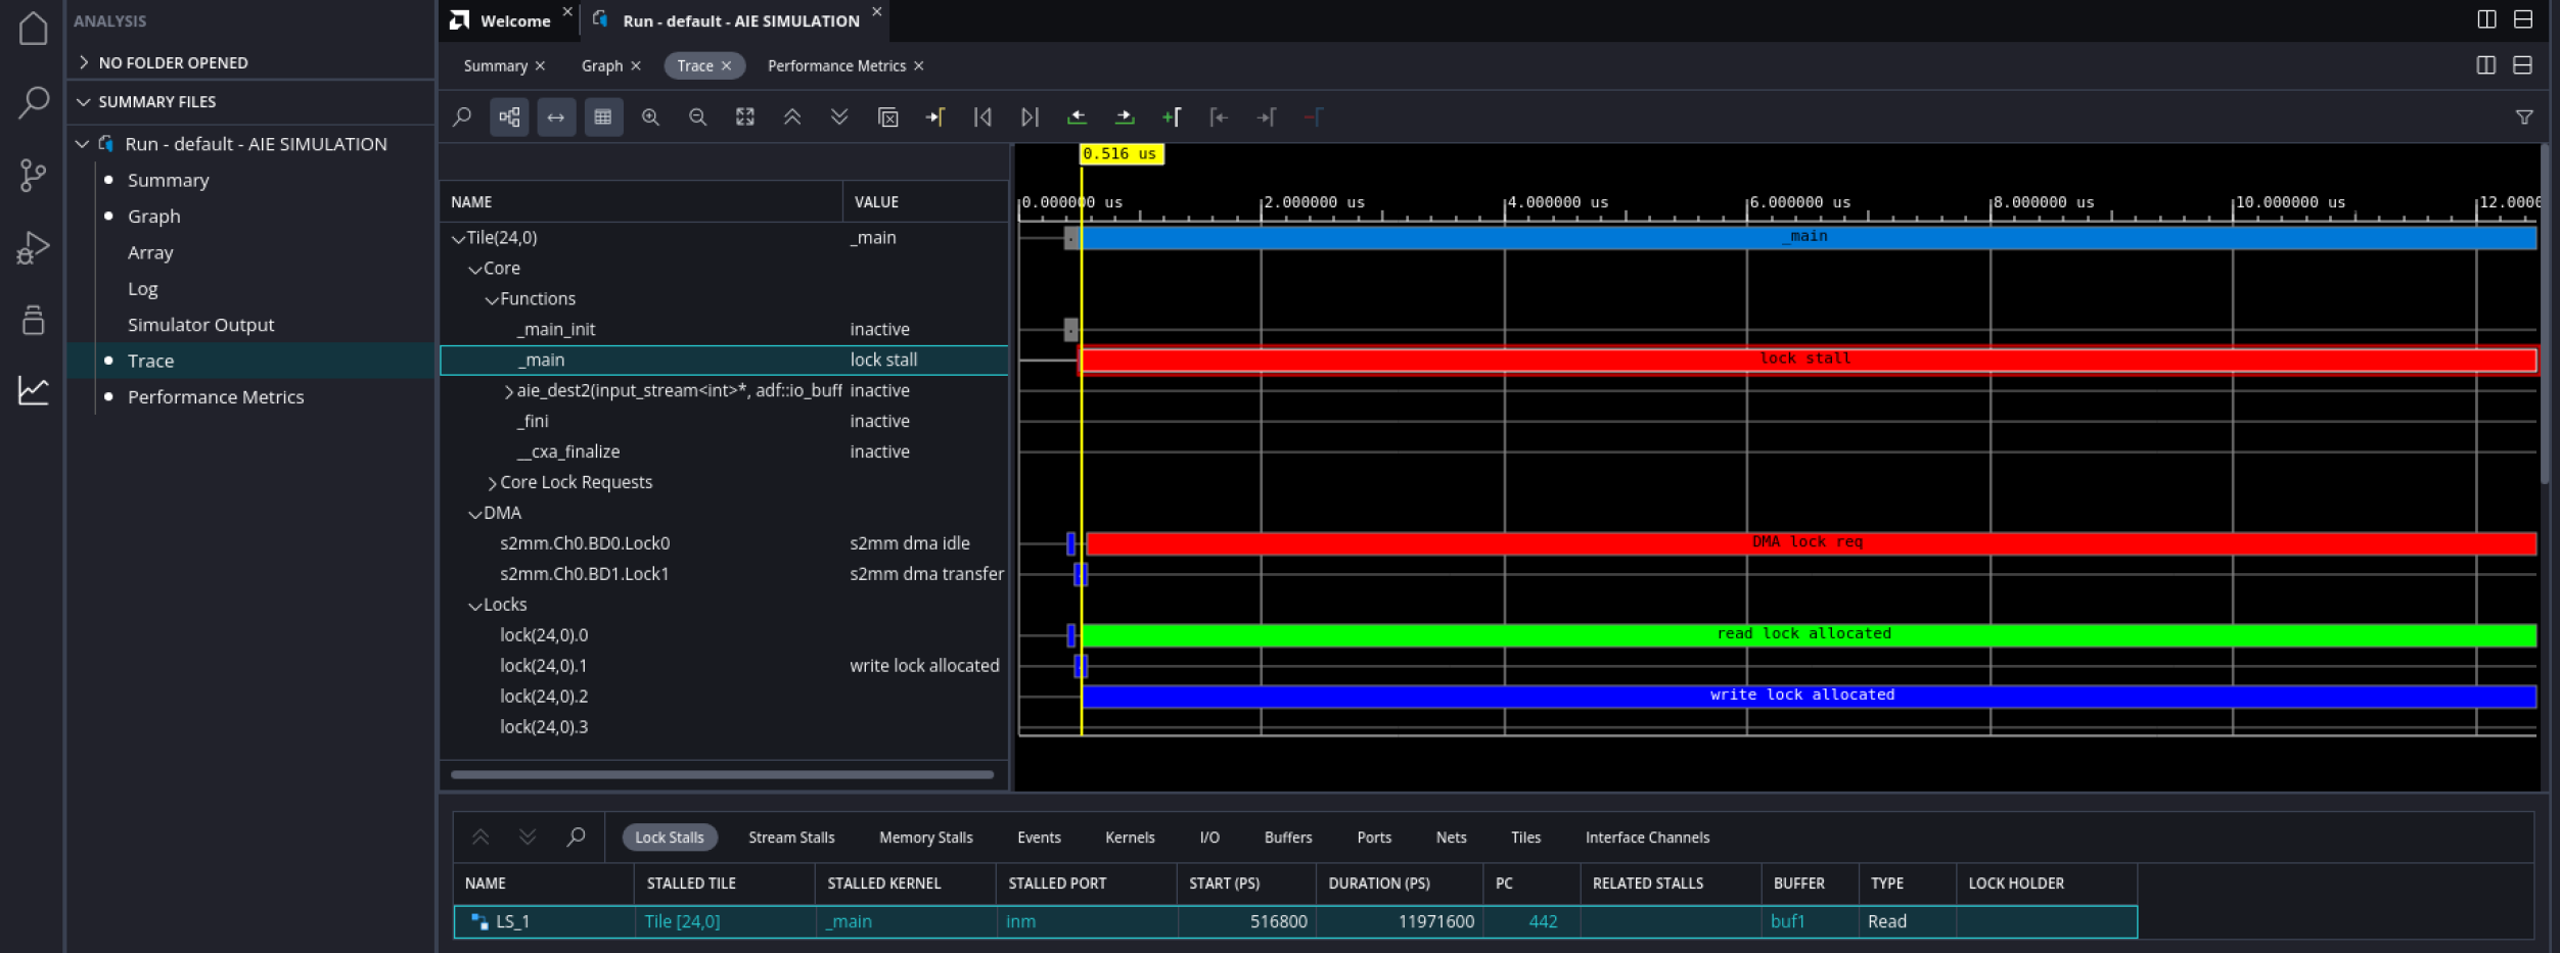 ANALYSIS
NO FOLDER OPENED
SUMMARY FILES
Run - default - AIE SIMULATION
Summary
Graph
Array
Log
Simulator Output
Trace
Performance Metrics
Welcome
Run - default - AIE SIMULATION
Summary
Graph
Trace
Performance Metrics
0.516 us
NAME VALUE
0.000000 us 2.000000 us 4.000000 us 6.000000 us 8.000000 us 10.000000 us 12.0000
Tile(24,0) _main _main
Core
Functions
_main_init inactive
_main lock stall lock stall
aie_dest2(input_stream<int>*, adf::io_buff inactive
_fini inactive
__cxa_finalize inactive
Core Lock Requests
DMA
s2mm.Ch0.BD0.Lock0 s2mm dma idle DMA lock req
s2mm.Ch0.BD1.Lock1 s2mm dma transfer
Locks
lock(24,0).0 read lock allocated
lock(24,0).1 write lock allocated
lock(24,0).2 write lock allocated
lock(24,0).3
Lock Stalls Stream Stalls Memory Stalls Events Kernels I/O Buffers Ports Nets Tiles Interface Channels
NAME STALLED TILE STALLED KERNEL STALLED PORT START (PS) DURATION (PS) PC RELATED STALLS BUFFER TYPE LOCK HOLDER
LS_1 Tile [24,0] _main inm 516800 11971600 442 buf1 Read